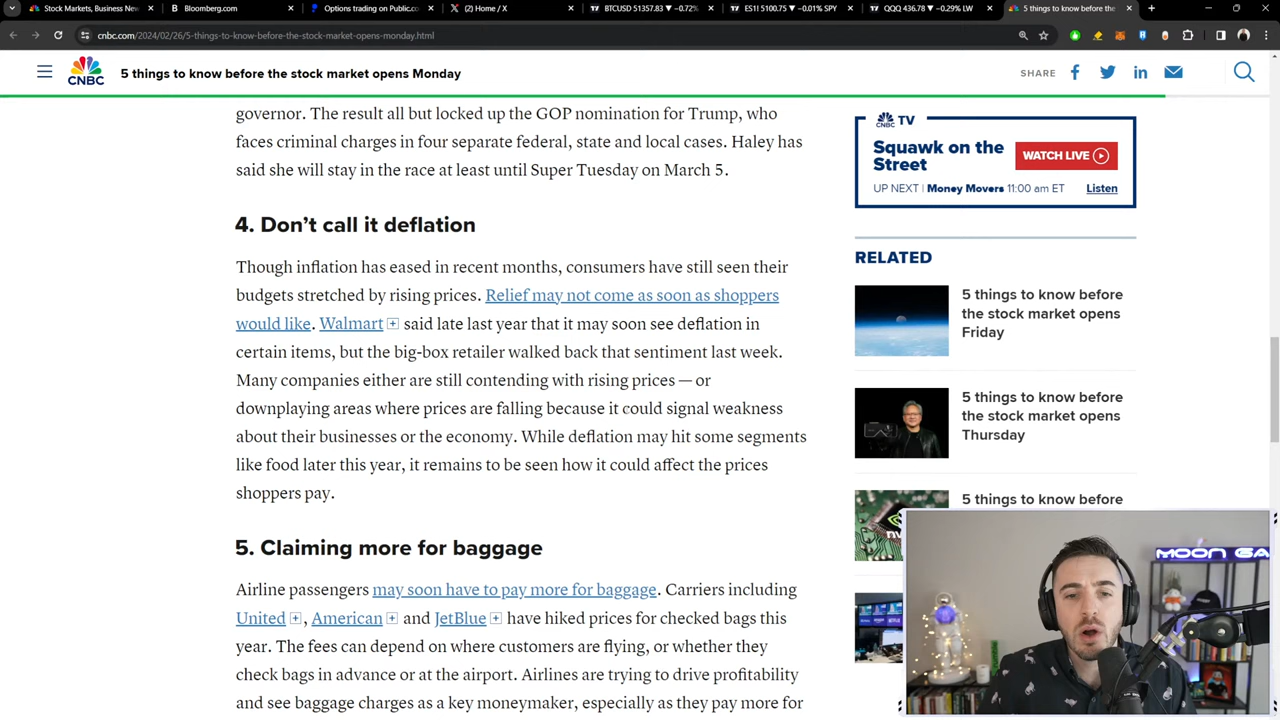 Stock Markets, Business New
Bloomberg.com
Options trading on Public.co
(2) Home / X
BTCUSD 51357.83 ▼ −0.72%
ES1! 5100.75 ▼ −0.01% SPY
QQQ 436.78 ▼ −0.29% LW
5 things to know before the
cnbc.com/2024/02/26/5-things-to-know-before-the-stock-market-opens-monday.html
CNBC
5 things to know before the stock market opens Monday
SHARE
governor. The result all but locked up the GOP nomination for Trump, who
faces criminal charges in four separate federal, state and local cases. Haley has
said she will stay in the race at least until Super Tuesday on March 5.
4. Don’t call it deflation
Though inflation has eased in recent months, consumers have still seen their
budgets stretched by rising prices. Relief may not come as soon as shoppers
would like. Walmart + said late last year that it may soon see deflation in
certain items, but the big-box retailer walked back that sentiment last week.
Many companies either are still contending with rising prices — or
downplaying areas where prices are falling because it could signal weakness
about their businesses or the economy. While deflation may hit some segments
like food later this year, it remains to be seen how it could affect the prices
shoppers pay.
5. Claiming more for baggage
Airline passengers may soon have to pay more for baggage. Carriers including
United +, American + and JetBlue + have hiked prices for checked bags this
year. The fees can depend on where customers are flying, or whether they
check bags in advance or at the airport. Airlines are trying to drive profitability
and see baggage charges as a key moneymaker, especially as they pay more for
CNBC TV
Squawk on the
Street
WATCH LIVE
UP NEXT | Money Movers 11:00 am ET
Listen
RELATED
5 things to know before
the stock market opens
Friday
5 things to know before
the stock market opens
Thursday
5 things to know before
MOON GA